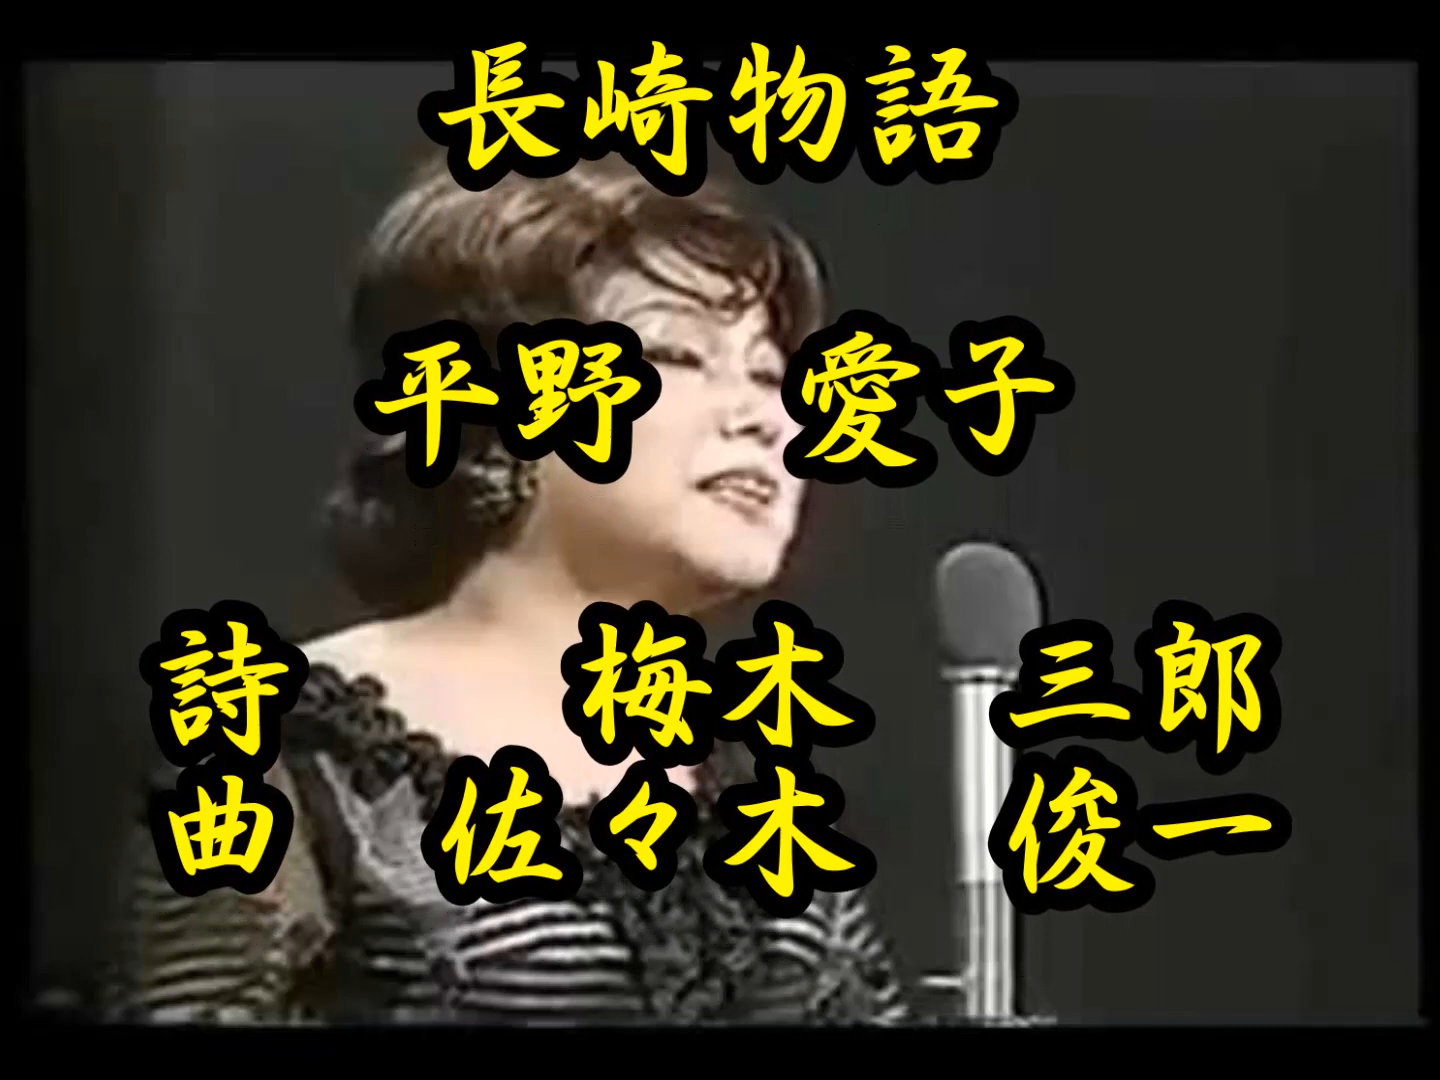 長崎物語
平野 愛子
詩 梅木 三郎
曲 佐々木 俊一